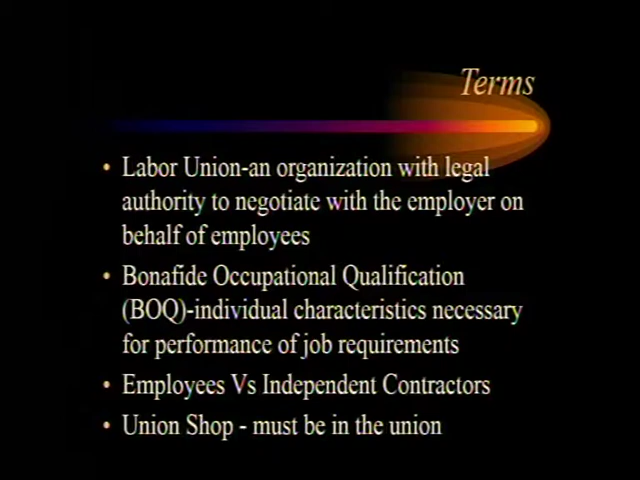 Terms
• Labor Union-an organization with legal
authority to negotiate with the employer on
behalf of employees
• Bonafide Occupational Qualification
(BOQ)-individual characteristics necessary
for performance of job requirements
• Employees Vs Independent Contractors
• Union Shop - must be in the union